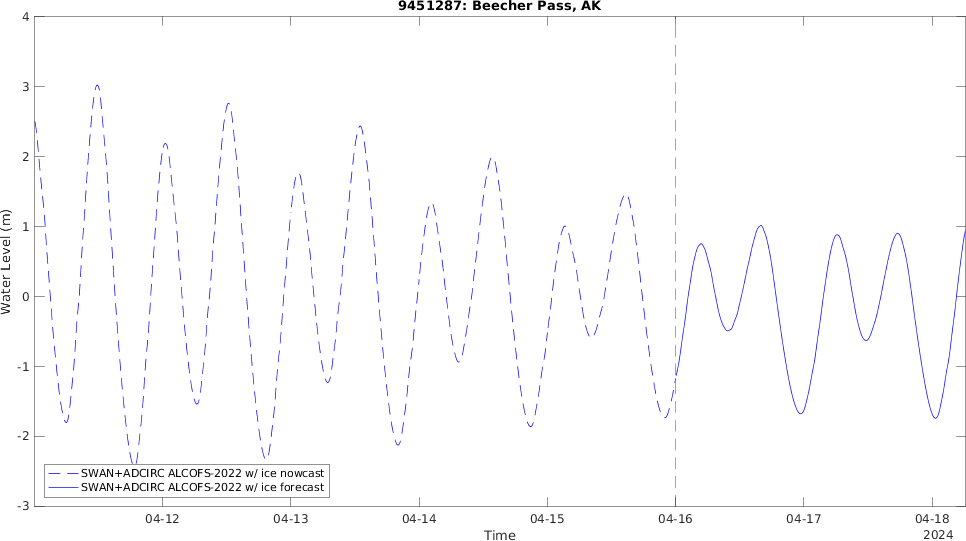 9451287: Beecher Pass, AK
4
3
2
1
0
-1
-2
-3
Water Level (m)
SWAN+ADCIRC ALCOFS-2022 w/ ice nowcast
SWAN+ADCIRC ALCOFS-2022 w/ ice forecast
04-12 04-13 04-14 04-15 04-16 04-17 04-18
Time
2024